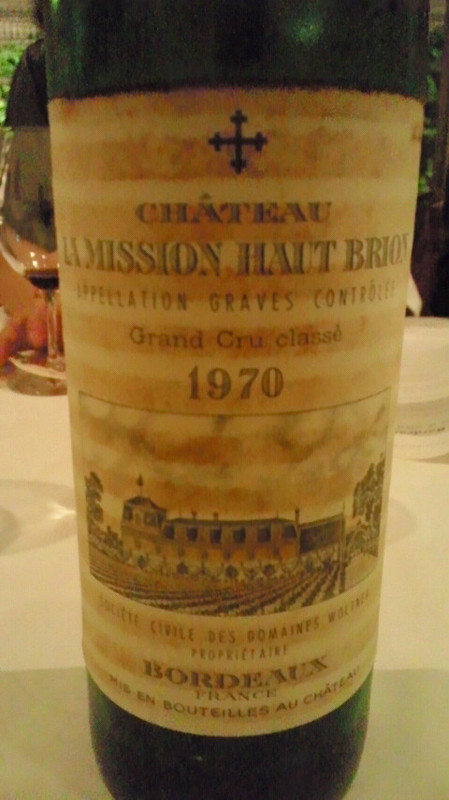 CHÂTEAU
LA MISSION HAUT BRION
APPELLATION GRAVES CONTRÔLÉE
Grand Cru classé
1970
SOCIÉTÉ CIVILE DES DOMAINES WOLTNER
PROPRIÉTAIRE
BORDEAUX
FRANCE
MIS EN BOUTEILLES AU CHÂTEAU